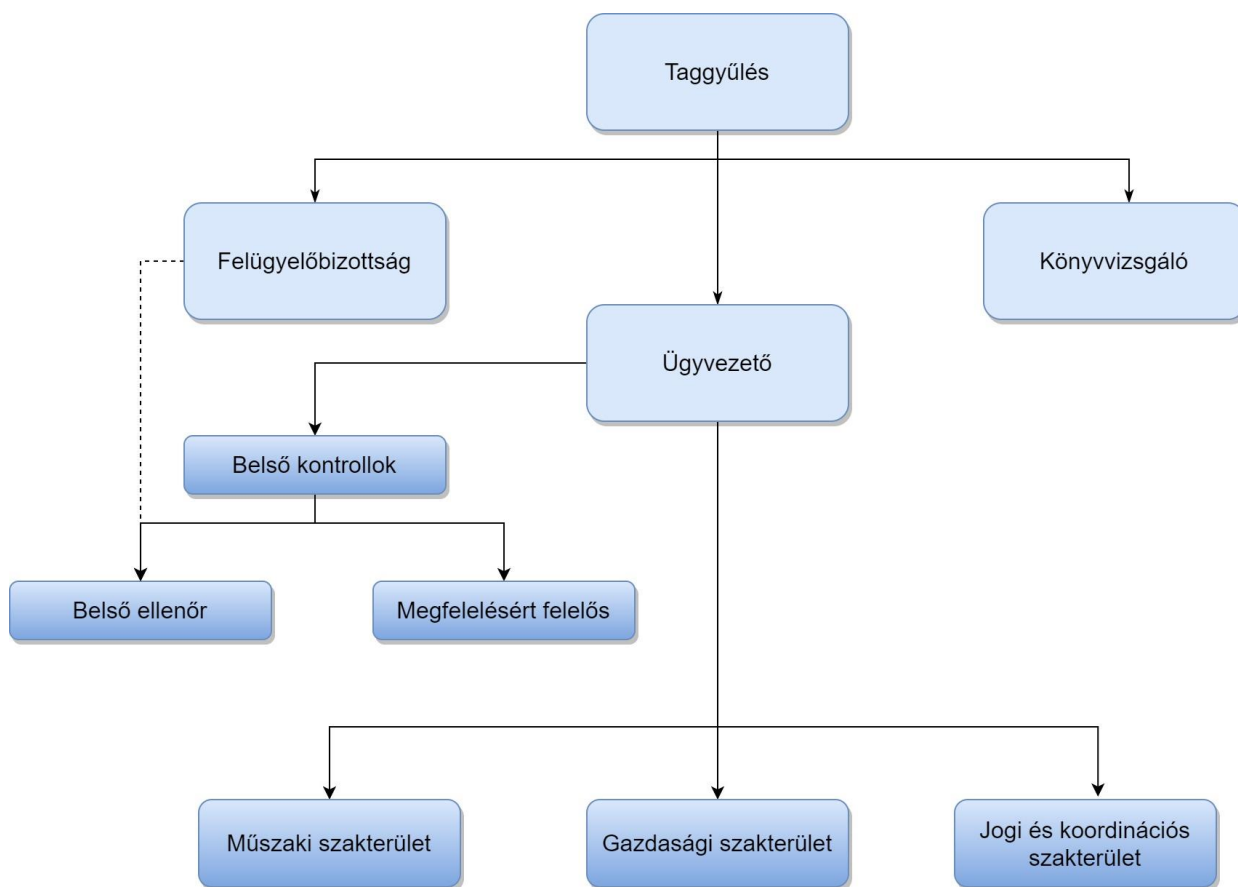 Taggyűlés
Felügyelőbizottság
Könyvvizsgáló
Ügyvezető
Belső kontrollok
Belső ellenőr
Megfelelésért felelős
Műszaki szakterület
Gazdasági szakterület
Jogi és koordinációs
szakterület